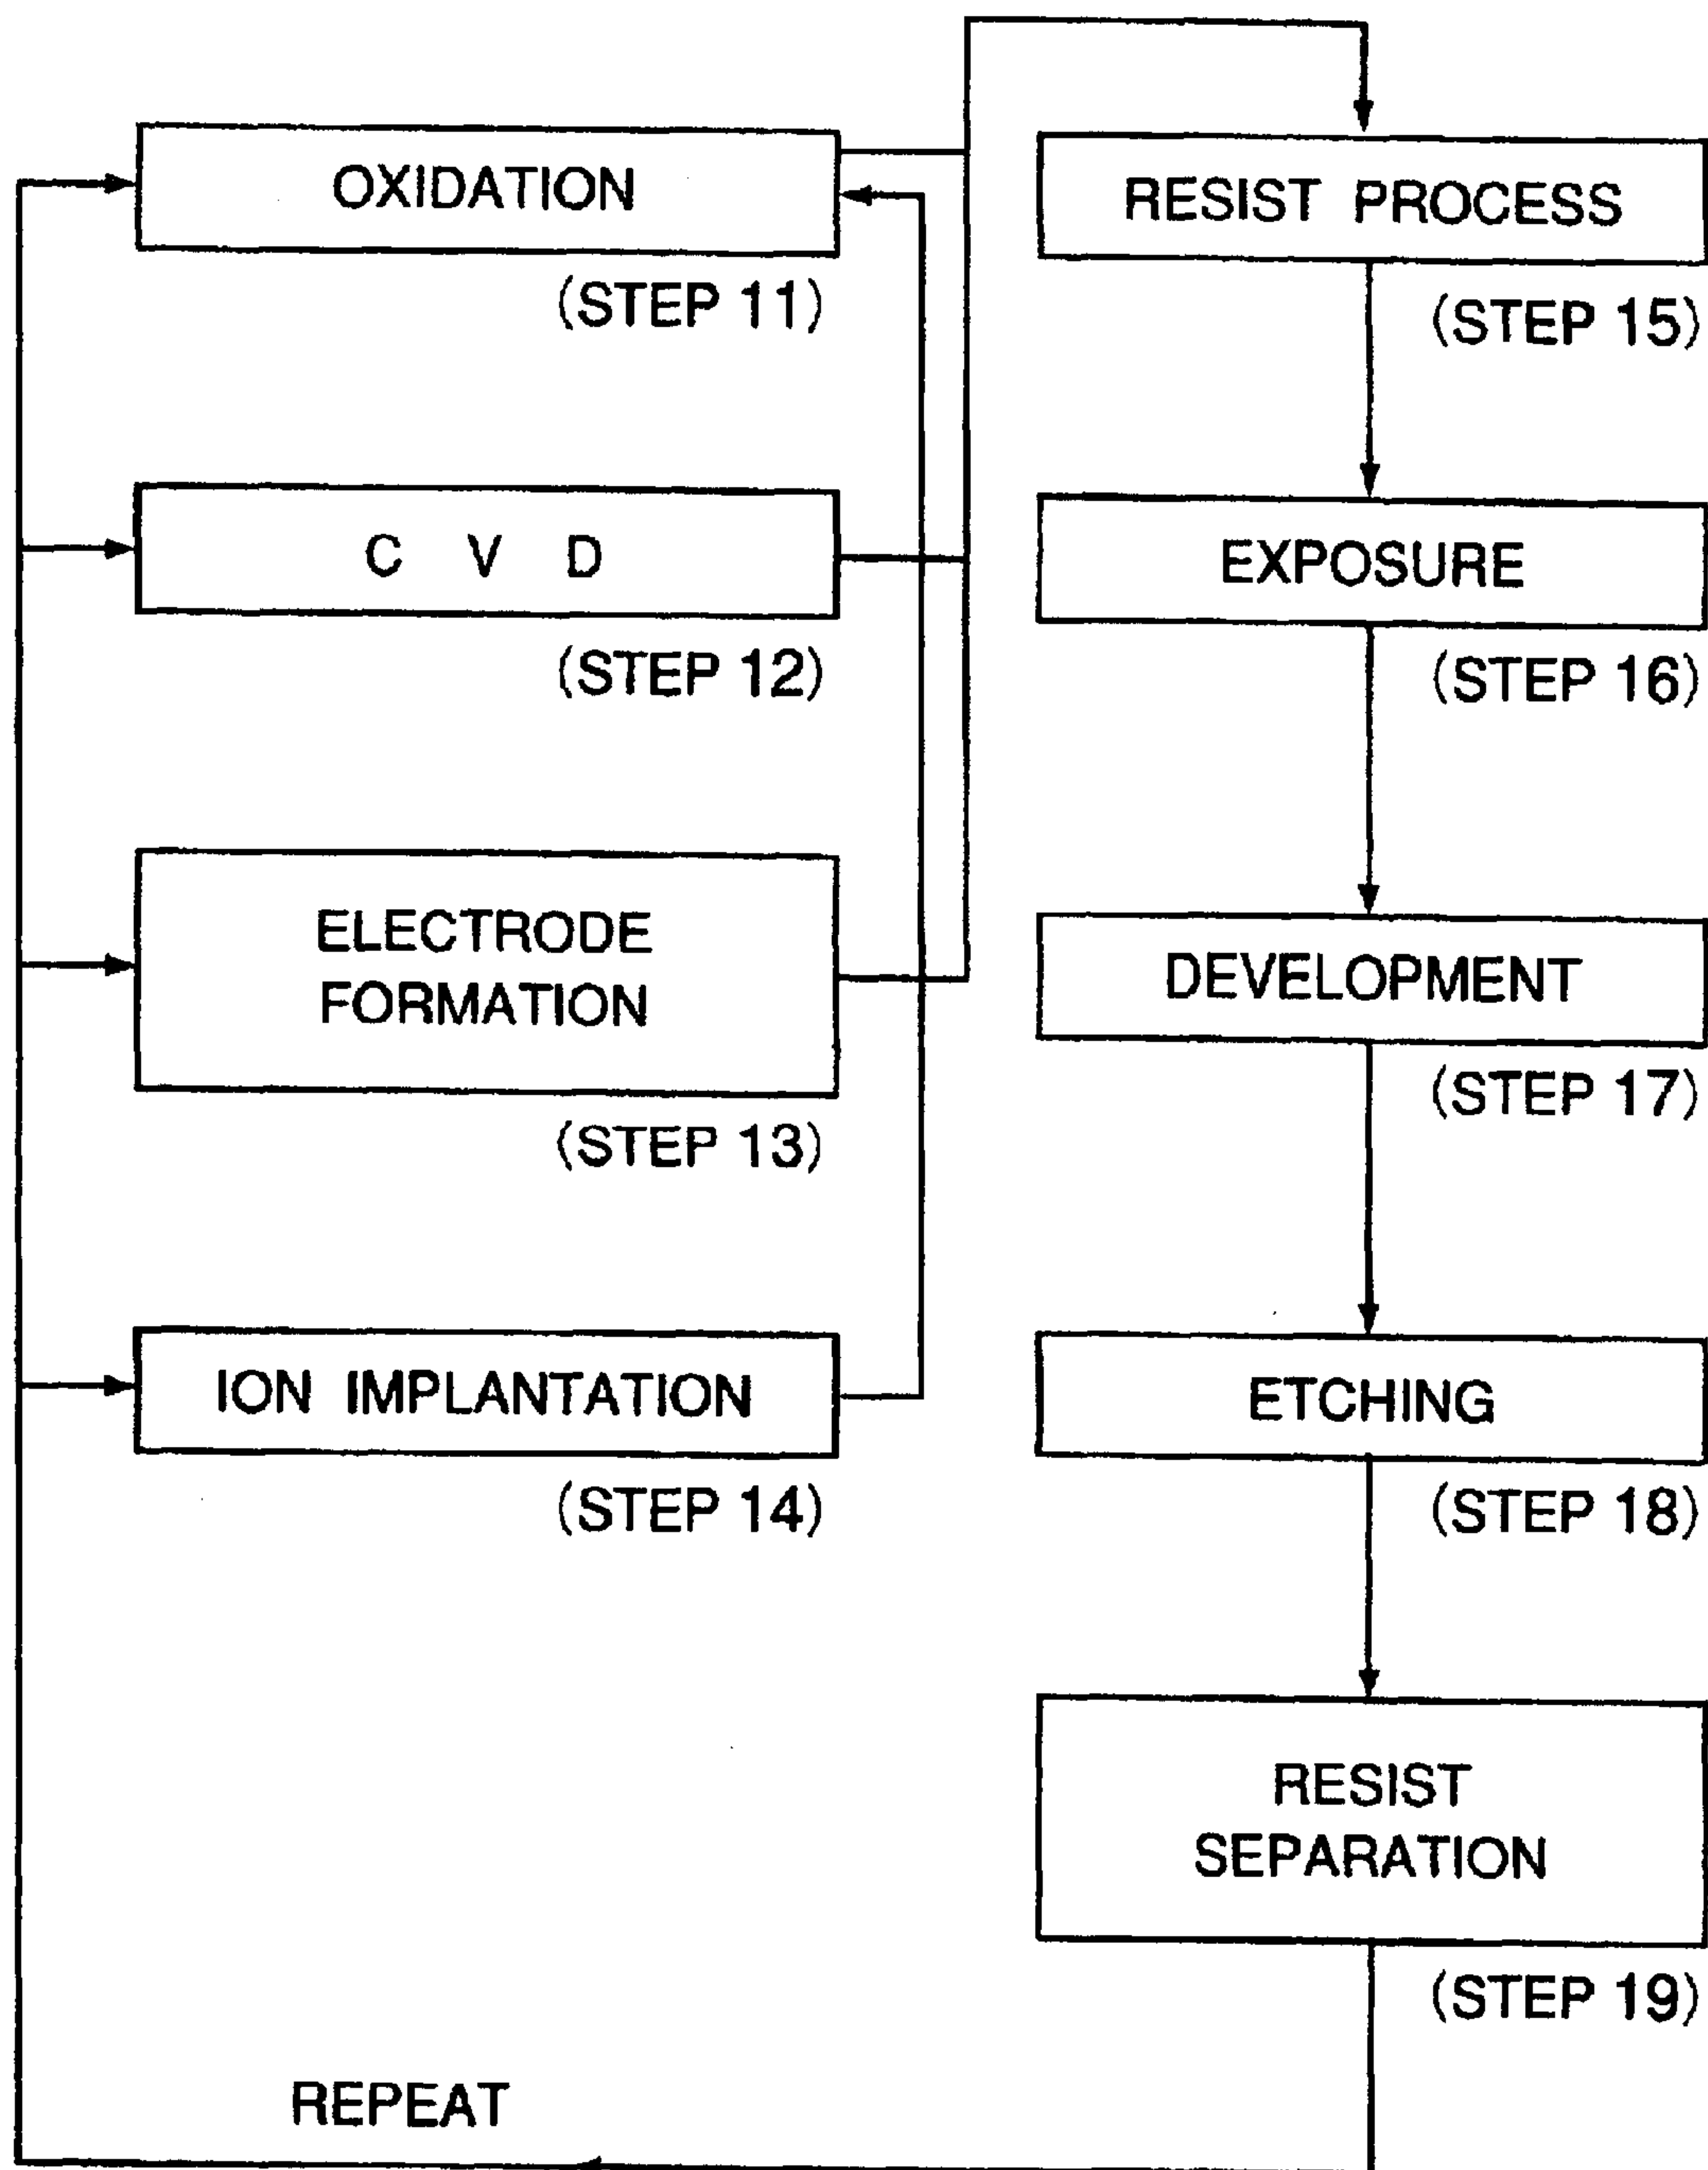 OXIDATION
(STEP 11)
C V D
(STEP 12)
ELECTRODE
FORMATION
(STEP 13)
ION IMPLANTATION
(STEP 14)
RESIST PROCESS
(STEP 15)
EXPOSURE
(STEP 16)
DEVELOPMENT
(STEP 17)
ETCHING
(STEP 18)
RESIST
SEPARATION
(STEP 19)
REPEAT